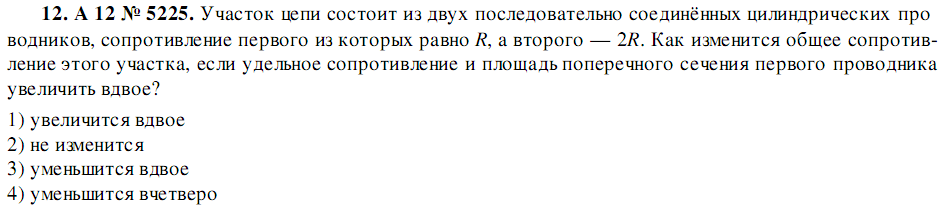 12. А 12 № 5225. Участок цепи состоит из двух последовательно соединённых цилиндрических про
водников, сопротивление первого из которых равно R, а второго — 2R. Как изменится общее сопротив-
ление этого участка, если удельное сопротивление и площадь поперечного сечения первого проводника
увеличить вдвое?
1) увеличится вдвое
2) не изменится
3) уменьшится вдвое
4) уменьшится вчетверо